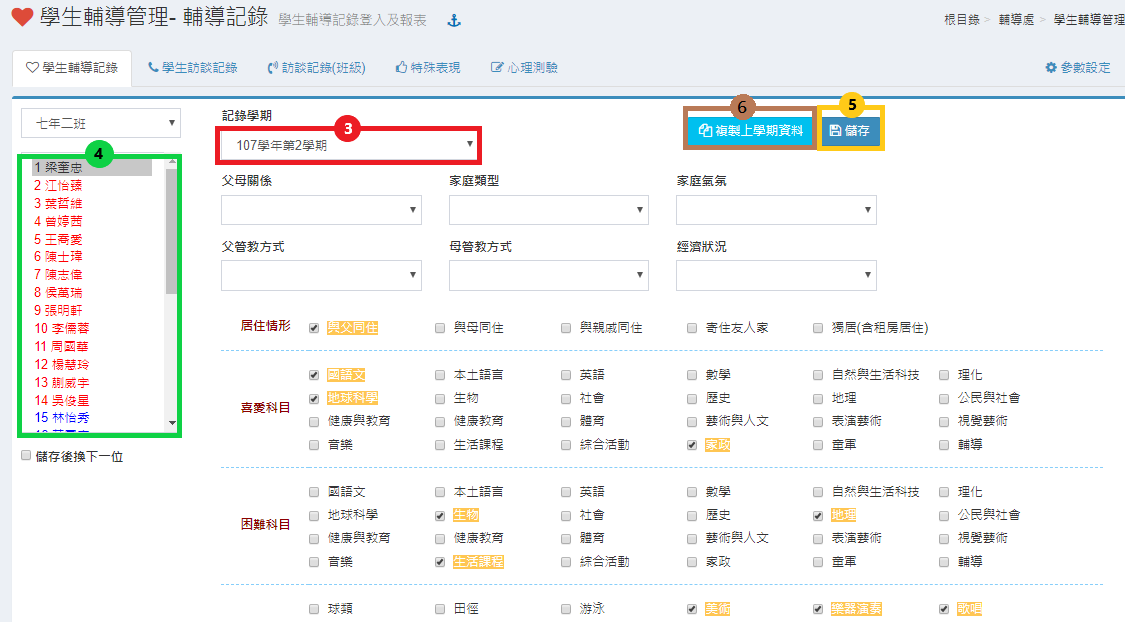 學生輔導管理- 輔導記錄 學生輔導記錄登入及報表
根目錄 > 輔導處 > 學生輔導管理
學生輔導記錄 學生訪談記錄 訪談記錄(班級) 特殊表現 心理測驗 參數設定
七年二班
記錄學期
3
107學年第2學期
6
複製上學期資料
5
儲存
4
1 梁奎忠
2 江怡臻
3 葉哲維
4 曾婷茜
5 王喬愛
6 陳士瑋
7 陳志偉
8 侯萬瑞
9 張明軒
10 李儒蓉
11 周國華
12 楊慧玲
13 蒯威宇
14 吳俊星
15 林怡秀
儲存後換下一位
父母關係 家庭類型 家庭氣氛
父管教方式 母管教方式 經濟狀況
居住情形 與父同住 與母同住 與親戚同住 寄住友人家 獨居(含租房居住)
喜愛科目
國語文 本土語言 英語 數學 自然與生活科技 理化
地球科學 生物 社會 歷史 地理 公民與社會
健康與教育 健康教育 體育 藝術與人文 表演藝術 視覺藝術
音樂 生活課程 綜合活動 家政 童軍 輔導
困難科目
國語文 本土語言 英語 數學 自然與生活科技 理化
地球科學 生物 社會 歷史 地理 公民與社會
健康與教育 健康教育 體育 藝術與人文 表演藝術 視覺藝術
音樂 生活課程 綜合活動 家政 童軍 輔導
球類 田徑 游泳 美術 樂器演奏 歌唱